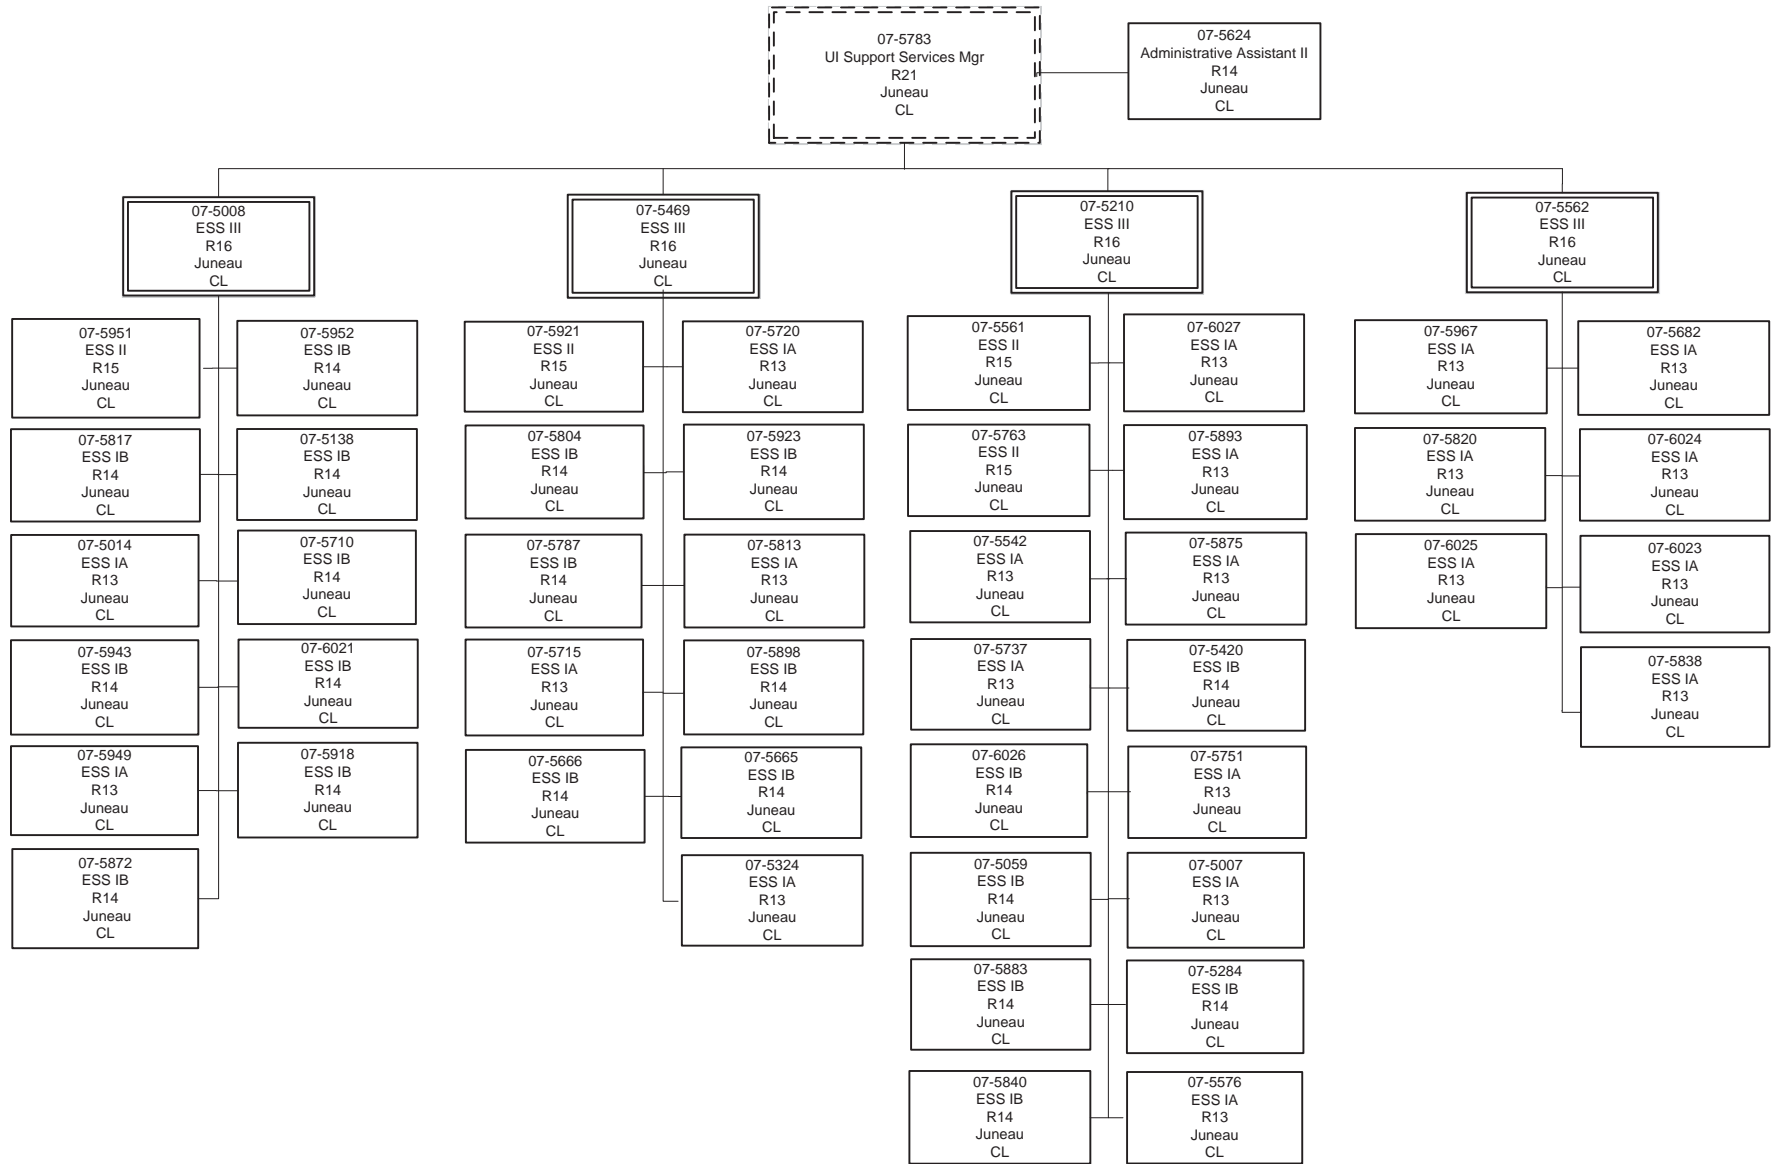 07-5783
UI Support Services Mgr
R21
Juneau
CL
07-5624
Administrative Assistant II
R14
Juneau
CL
07-5008
ESS III
R16
Juneau
CL
07-5469
ESS III
R16
Juneau
CL
07-5210
ESS III
R16
Juneau
CL
07-5562
ESS III
R16
Juneau
CL
07-5951
ESS II
R15
Juneau
CL
07-5952
ESS IB
R14
Juneau
CL
07-5817
ESS IB
R14
Juneau
CL
07-5138
ESS IB
R14
Juneau
CL
07-5014
ESS IA
R13
Juneau
CL
07-5710
ESS IB
R14
Juneau
CL
07-5943
ESS IB
R14
Juneau
CL
07-6021
ESS IB
R14
Juneau
CL
07-5949
ESS IA
R13
Juneau
CL
07-5918
ESS IB
R14
Juneau
CL
07-5872
ESS IB
R14
Juneau
CL
07-5921
ESS II
R15
Juneau
CL
07-5720
ESS IA
R13
Juneau
CL
07-5804
ESS IB
R14
Juneau
CL
07-5923
ESS IB
R14
Juneau
CL
07-5787
ESS IB
R14
Juneau
CL
07-5813
ESS IA
R13
Juneau
CL
07-5715
ESS IA
R13
Juneau
CL
07-5898
ESS IB
R14
Juneau
CL
07-5666
ESS IB
R14
Juneau
CL
07-5665
ESS IB
R14
Juneau
CL
07-5324
ESS IA
R13
Juneau
CL
07-5561
ESS II
R15
Juneau
CL
07-6027
ESS IA
R13
Juneau
CL
07-5763
ESS II
R15
Juneau
CL
07-5893
ESS IA
R13
Juneau
CL
07-5542
ESS IA
R13
Juneau
CL
07-5875
ESS IA
R13
Juneau
CL
07-5737
ESS IA
R13
Juneau
CL
07-5420
ESS IB
R14
Juneau
CL
07-6026
ESS IB
R14
Juneau
CL
07-5751
ESS IA
R13
Juneau
CL
07-5059
ESS IB
R14
Juneau
CL
07-5007
ESS IA
R13
Juneau
CL
07-5883
ESS IB
R14
Juneau
CL
07-5284
ESS IB
R14
Juneau
CL
07-5840
ESS IB
R14
Juneau
CL
07-5576
ESS IA
R13
Juneau
CL
07-5967
ESS IA
R13
Juneau
CL
07-5682
ESS IA
R13
Juneau
CL
07-5820
ESS IA
R13
Juneau
CL
07-6024
ESS IA
R13
Juneau
CL
07-6025
ESS IA
R13
Juneau
CL
07-6023
ESS IA
R13
Juneau
CL
07-5838
ESS IA
R13
Juneau
CL